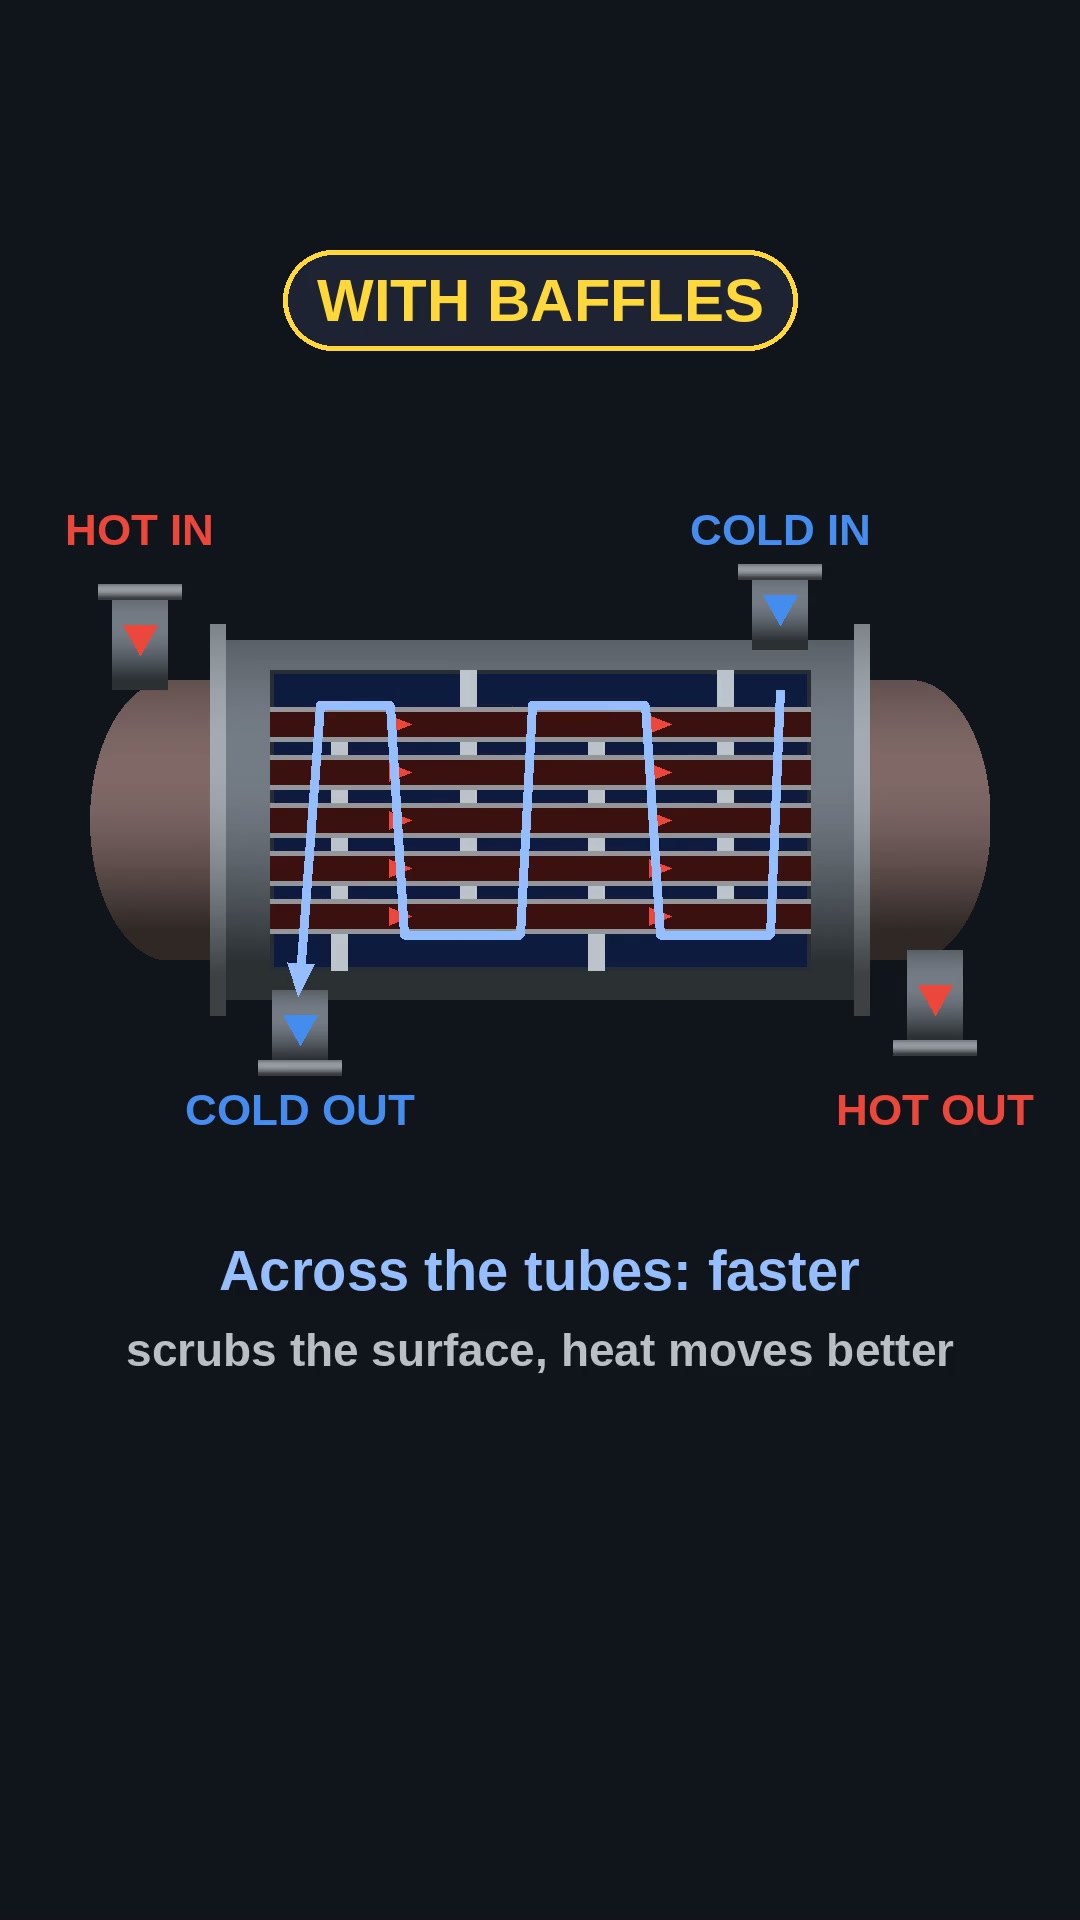 WITH BAFFLES
HOT IN
COLD IN
COLD OUT
HOT OUT
Across the tubes: faster
scrubs the surface, heat moves better